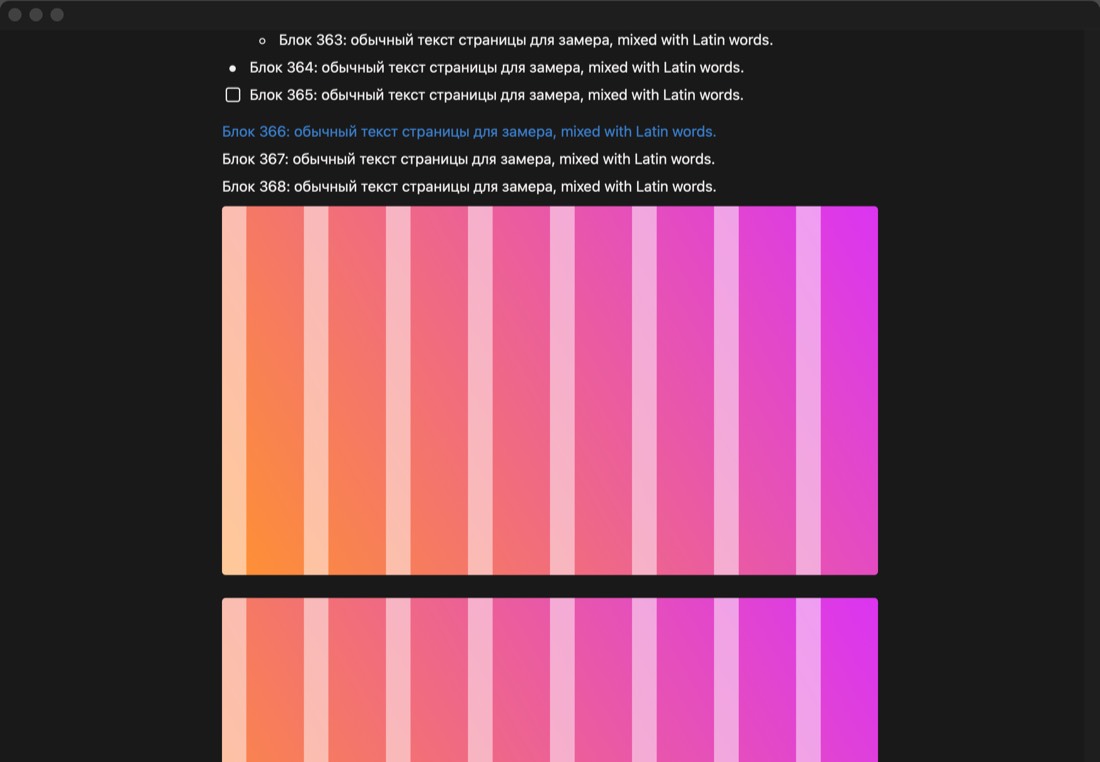 Блок 363: обычный текст страницы для замера, mixed with Latin words.
Блок 364: обычный текст страницы для замера, mixed with Latin words.
Блок 365: обычный текст страницы для замера, mixed with Latin words.
Блок 366: обычный текст страницы для замера, mixed with Latin words.
Блок 367: обычный текст страницы для замера, mixed with Latin words.
Блок 368: обычный текст страницы для замера, mixed with Latin words.